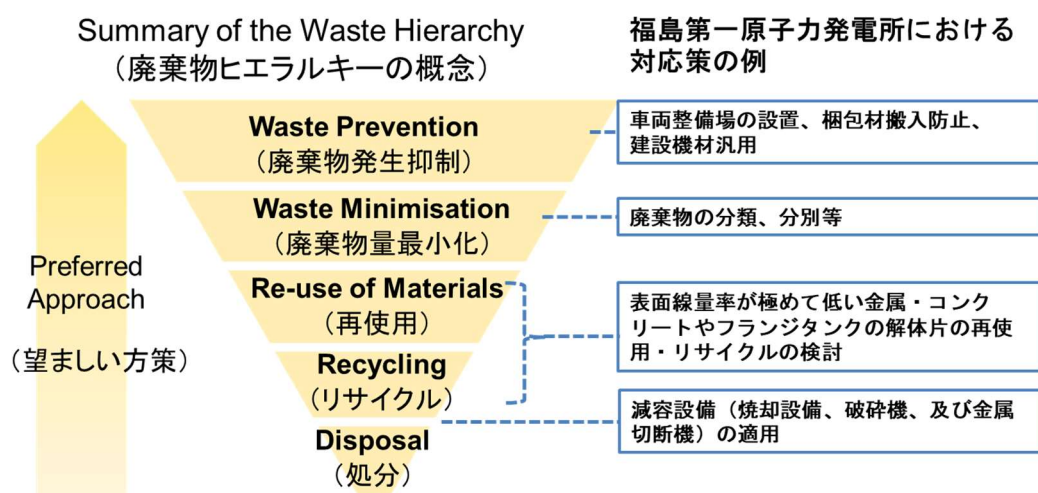 Summary of the Waste Hierarchy
（廃棄物ヒエラルキーの概念）
福島第一原子力発電所における
対応策の例
Waste Prevention
（廃棄物発生抑制）
車両整備場の設置、梱包材搬入防止、
建設機材汎用
Waste Minimisation
（廃棄物量最小化）
廃棄物の分類、分別等
Preferred
Approach
（望ましい方策）
Re-use of Materials
（再使用）
Recycling
（リサイクル）
表面線量率が極めて低い金属・コンク
リートやフランジタンクの解体片の再使
用・リサイクルの検討
Disposal
（処分）
減容設備（焼却設備、破砕機、及び金属
切断機）の適用